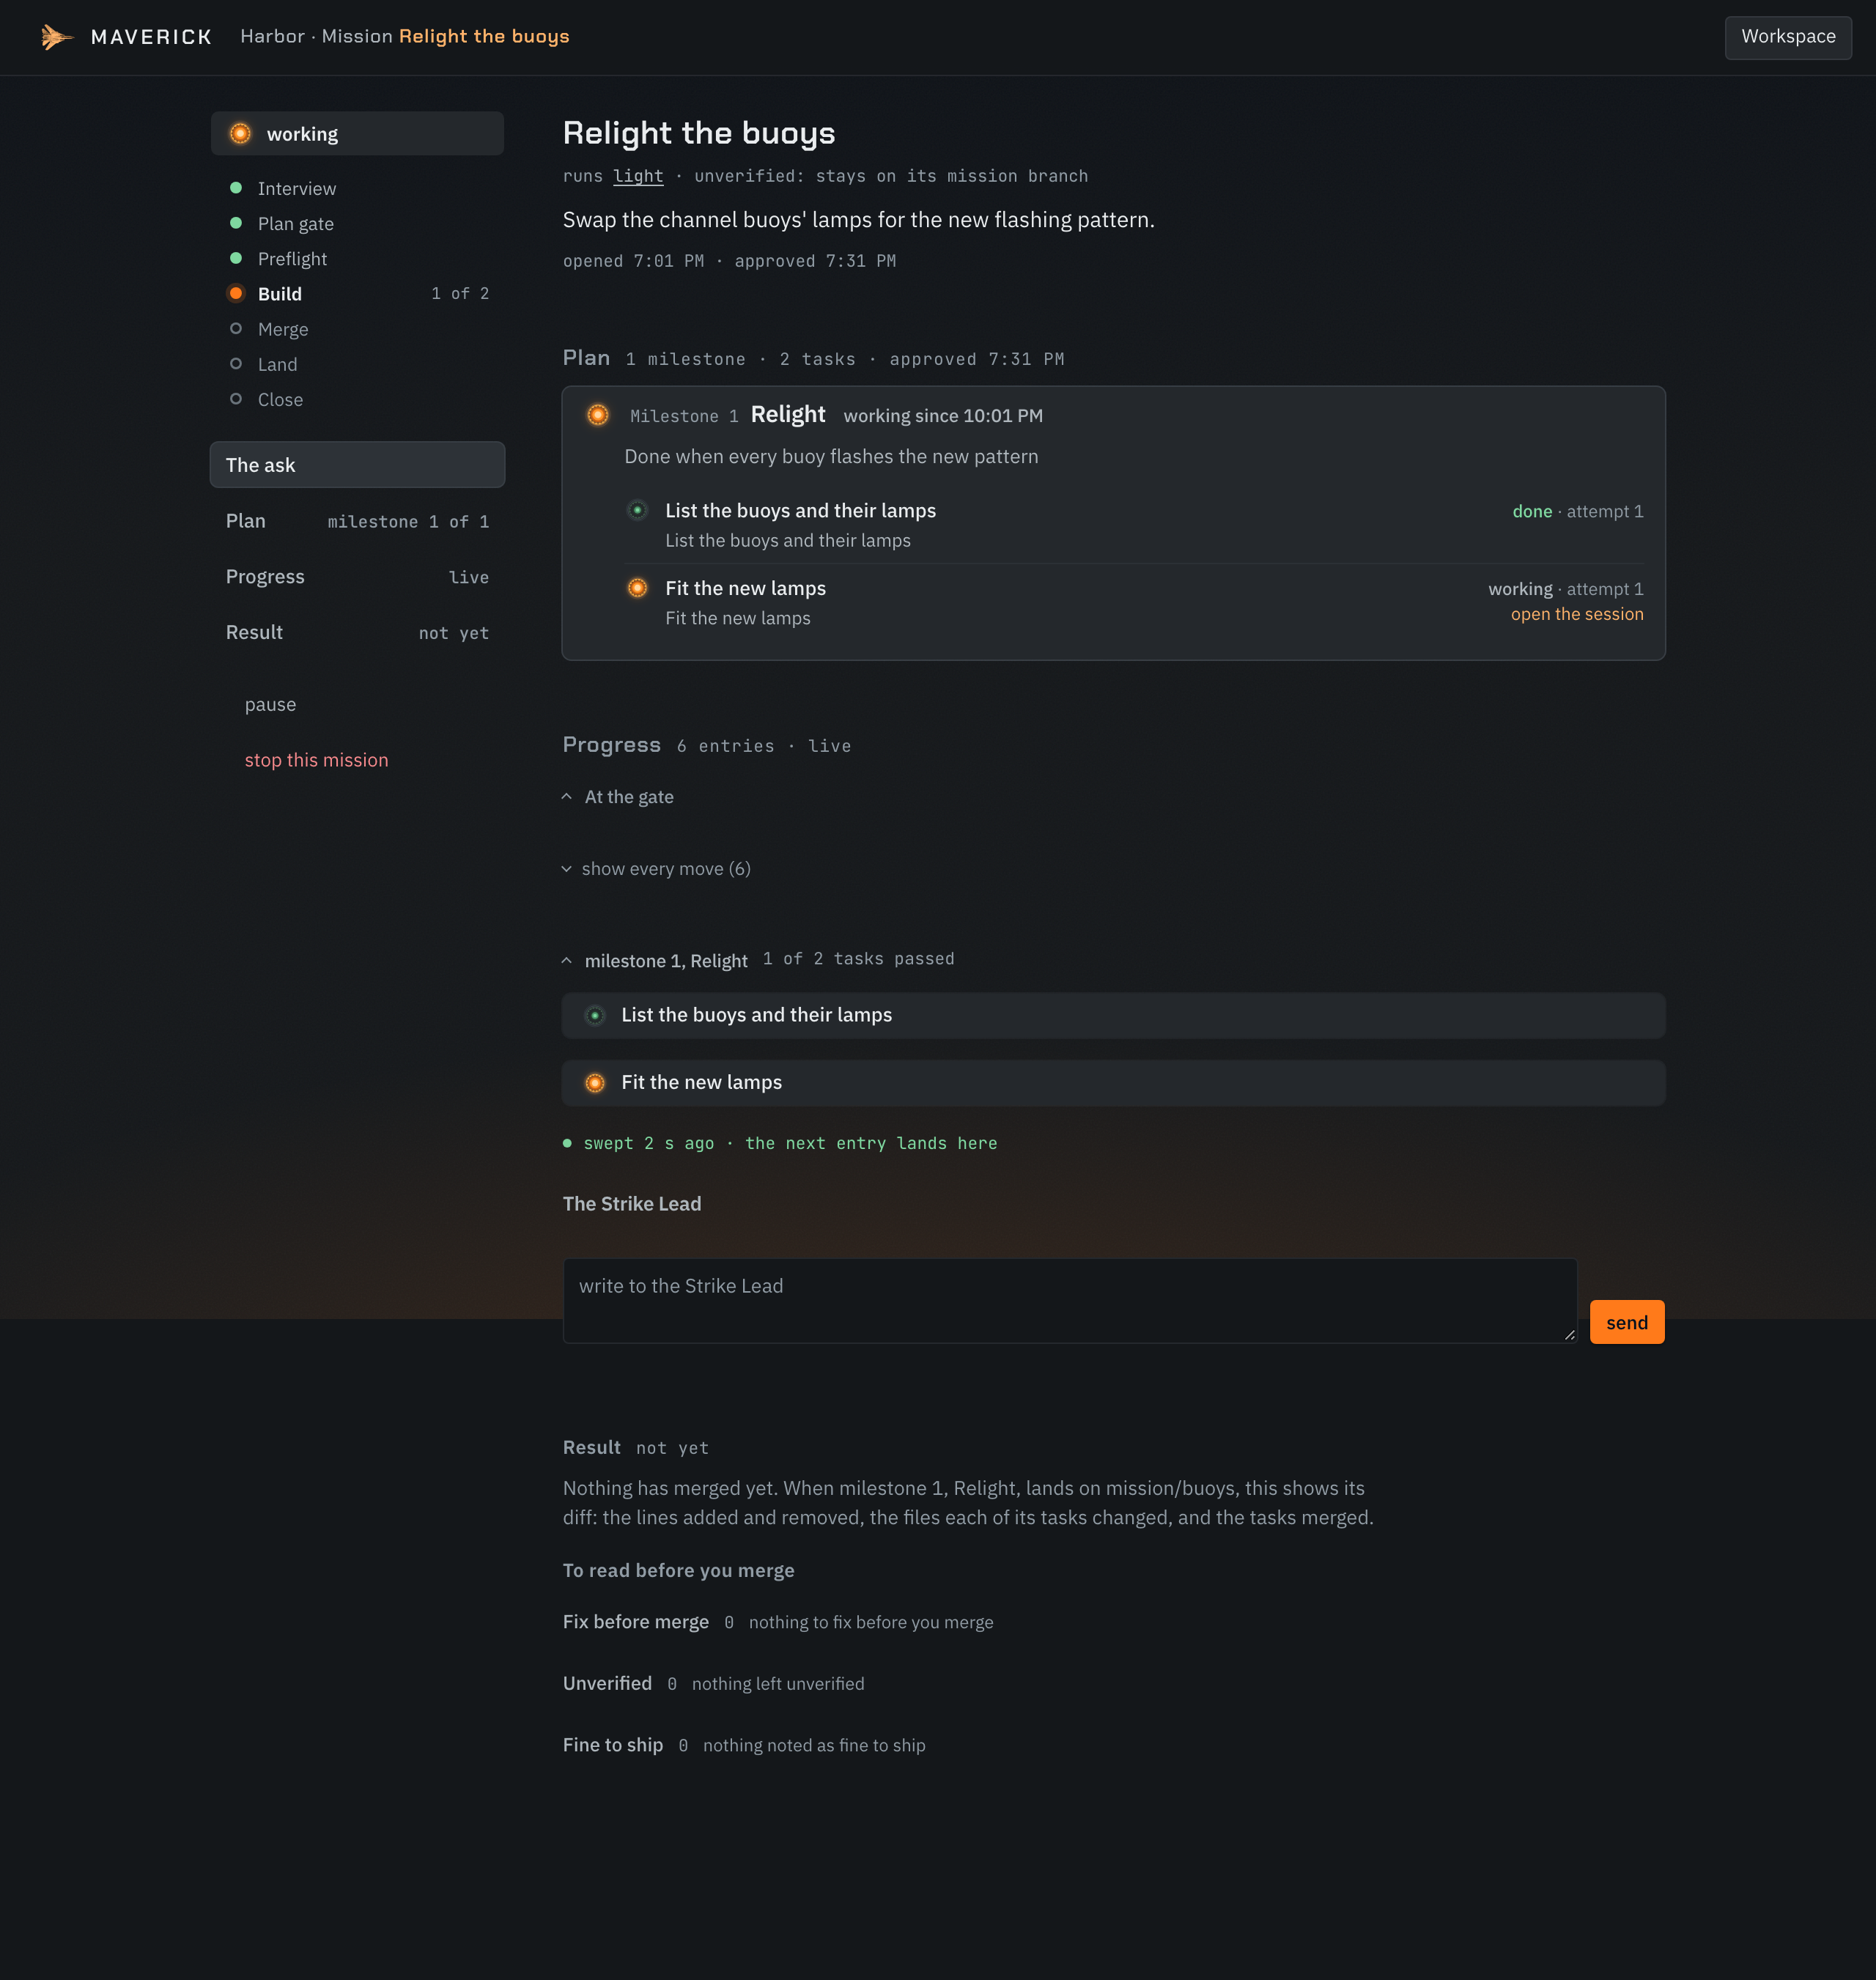 MAVERICK
Harbor · Mission Relight the buoys
Workspace
working
Interview
Plan gate
Preflight
Build 1 of 2
Merge
Land
Close
The ask
Plan milestone 1 of 1
Progress live
Result not yet
pause
stop this mission
Relight the buoys
runs light · unverified: stays on its mission branch
Swap the channel buoys' lamps for the new flashing pattern.
opened 7:01 PM · approved 7:31 PM
Plan 1 milestone · 2 tasks · approved 7:31 PM
Milestone 1 Relight working since 10:01 PM
Done when every buoy flashes the new pattern
List the buoys and their lamps done · attempt 1
List the buoys and their lamps
Fit the new lamps working · attempt 1
Fit the new lamps open the session
Progress 6 entries · live
At the gate
show every move (6)
milestone 1, Relight 1 of 2 tasks passed
List the buoys and their lamps
Fit the new lamps
swept 2 s ago · the next entry lands here
The Strike Lead
write to the Strike Lead
send
Result not yet
Nothing has merged yet. When milestone 1, Relight, lands on mission/buoys, this shows its
diff: the lines added and removed, the files each of its tasks changed, and the tasks merged.
To read before you merge
Fix before merge 0 nothing to fix before you merge
Unverified 0 nothing left unverified
Fine to ship 0 nothing noted as fine to ship